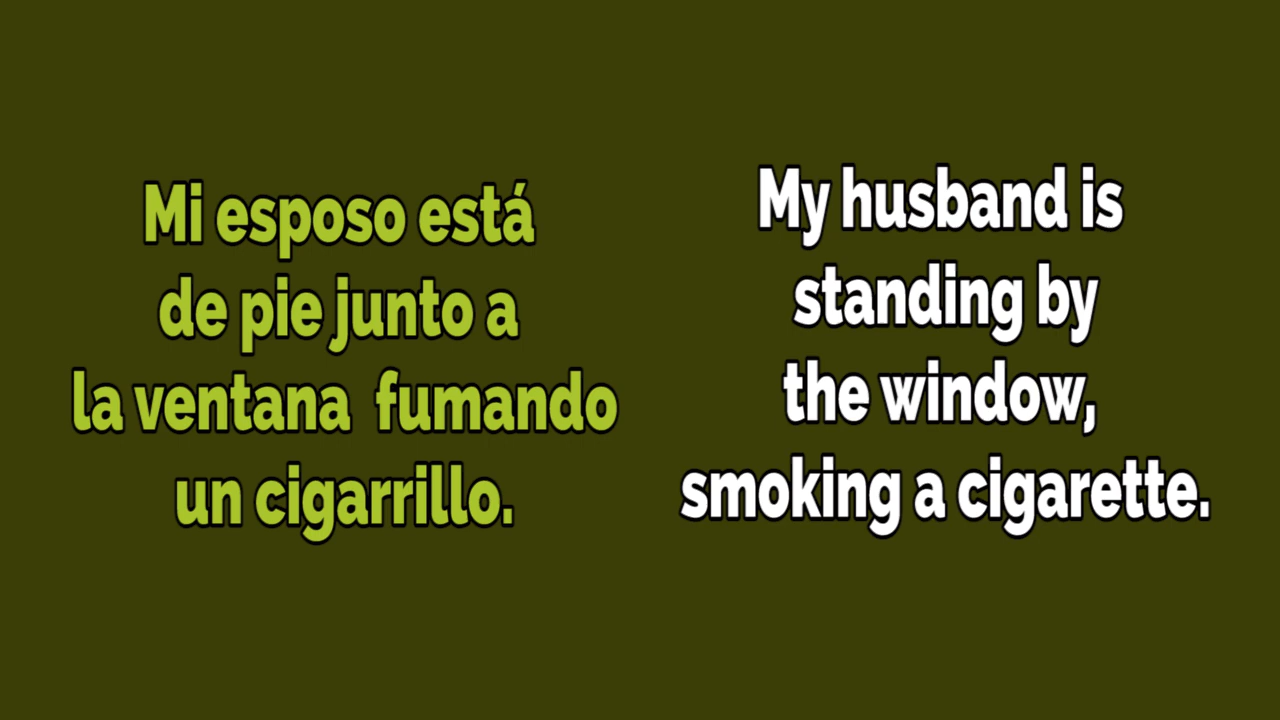 Mi esposo está
de pie junto a
la ventana  fumando
un cigarrillo.
My husband is
standing by
the window,
smoking a cigarette.